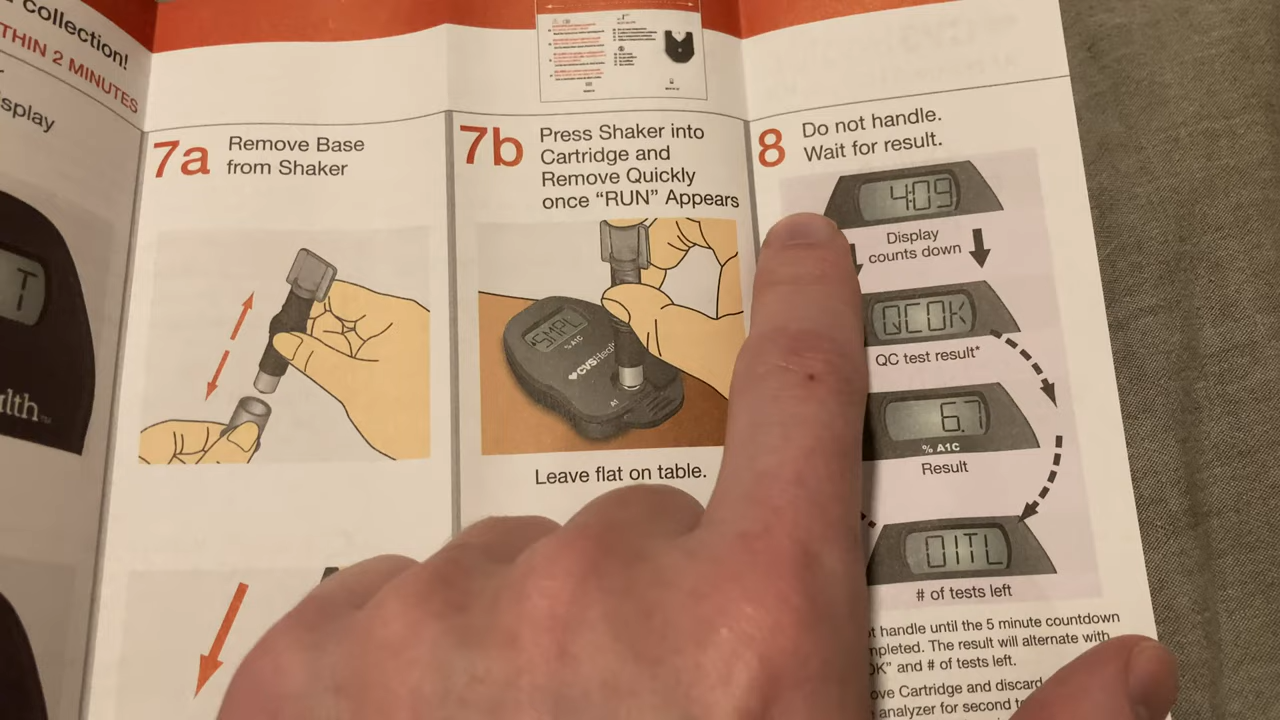 collection!
THIN 2 MINUTES
splay
T
alth
7a
Remove Base
from Shaker
7b
Press Shaker into
Cartridge and
Remove Quickly
once “RUN” Appears
SMPL
% A1C
CVSHealth
A1
Leave flat on table.
8
Do not handle.
Wait for result.
4:09
Display
counts down
QCOK
QC test result*
6.7
% A1C
Result
01TL
# of tests left
t handle until the 5 minute countdown
mpleted. The result will alternate with
OK” and # of tests left.
ove Cartridge and discard
analyzer for second t